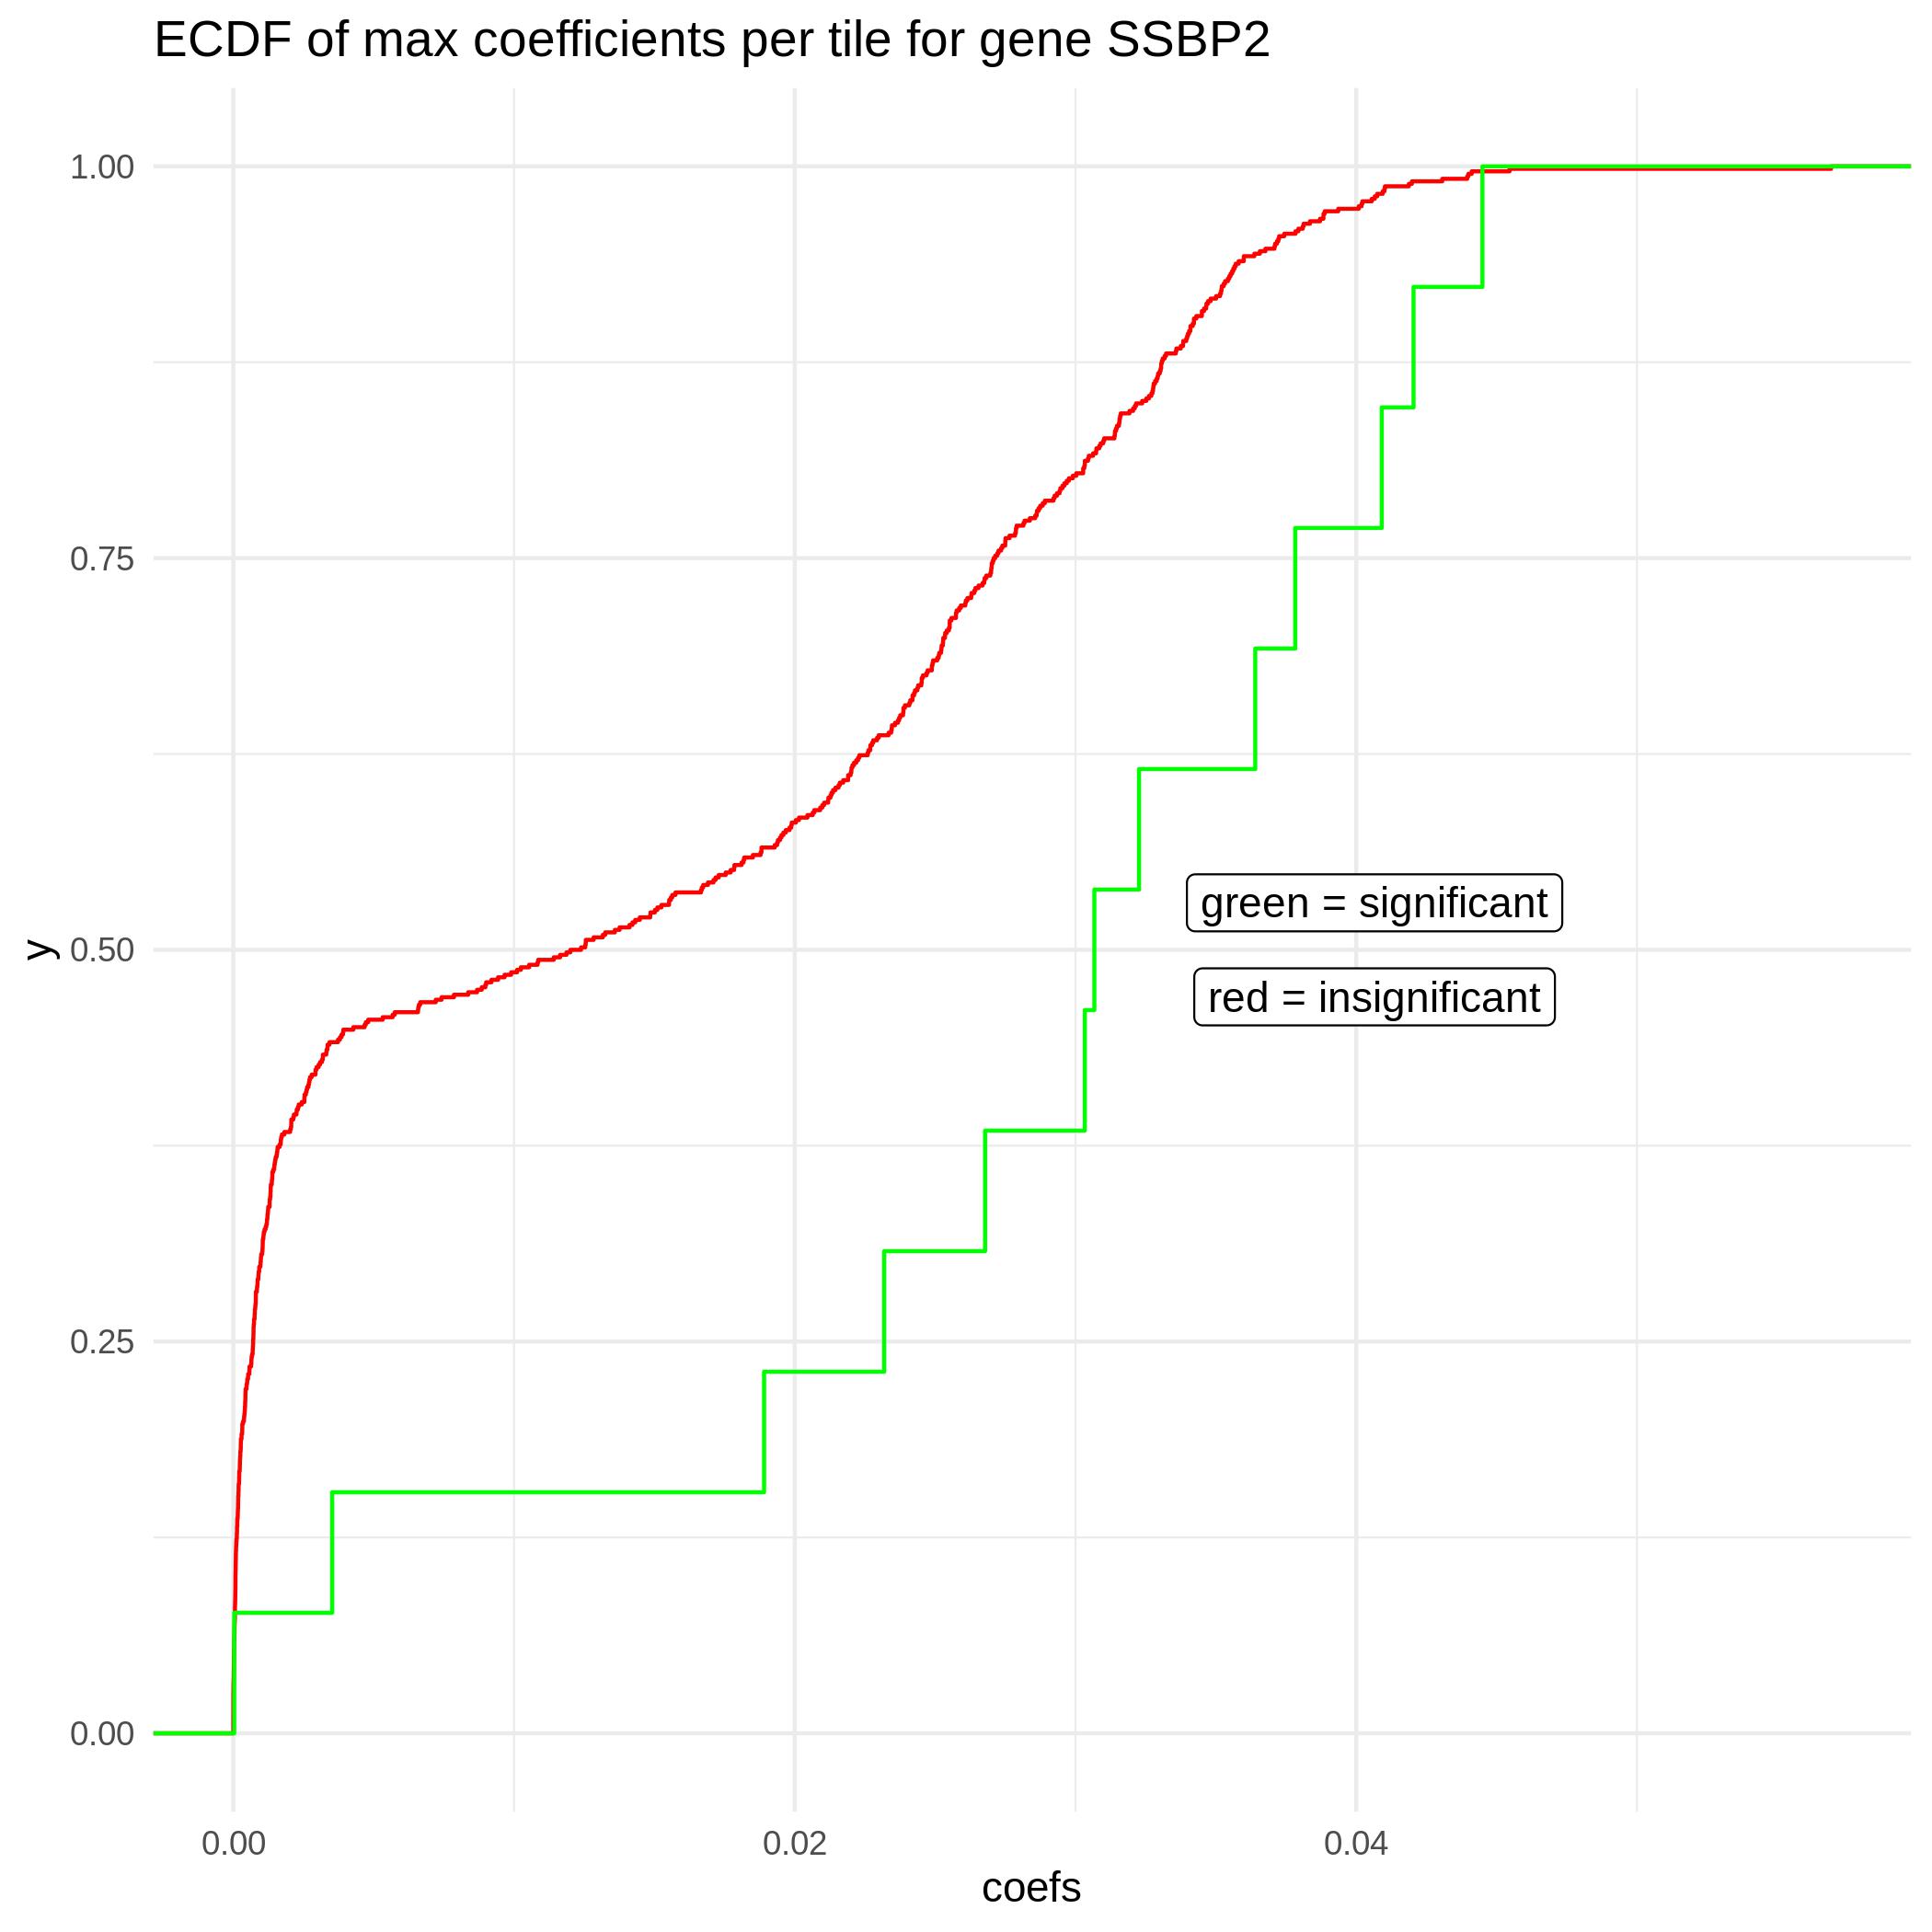 ECDF of max coefficients per tile for gene SSBP2
1.00
0.75
0.50
0.25
0.00
y
green = significant
red = insignificant
0.00 0.02 0.04
coefs